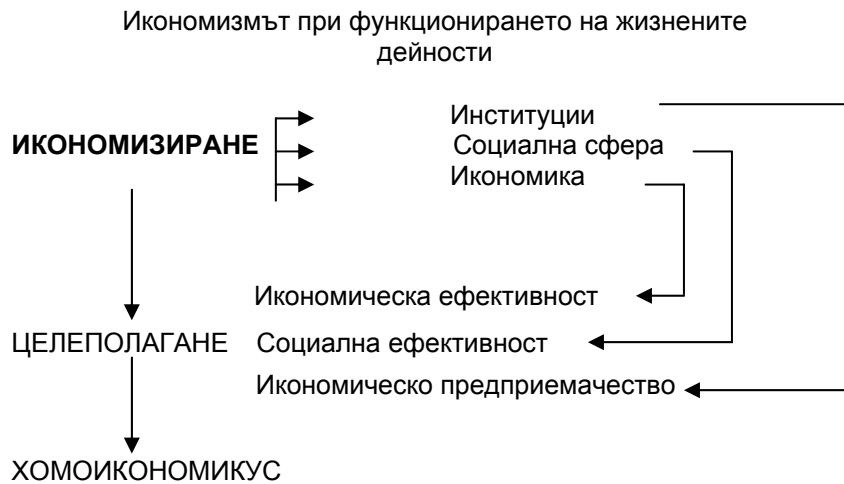 Икономизмът при функционирането на жизнените
дейности
Институции
ИКОНОМИЗИРАНЕ
Социална сфера
Икономика
Икономическа ефективност
ЦЕЛЕПОЛАГАНЕ Социална ефективност
Икономическо предприемачество
ХОМОИКОНОМИКУС